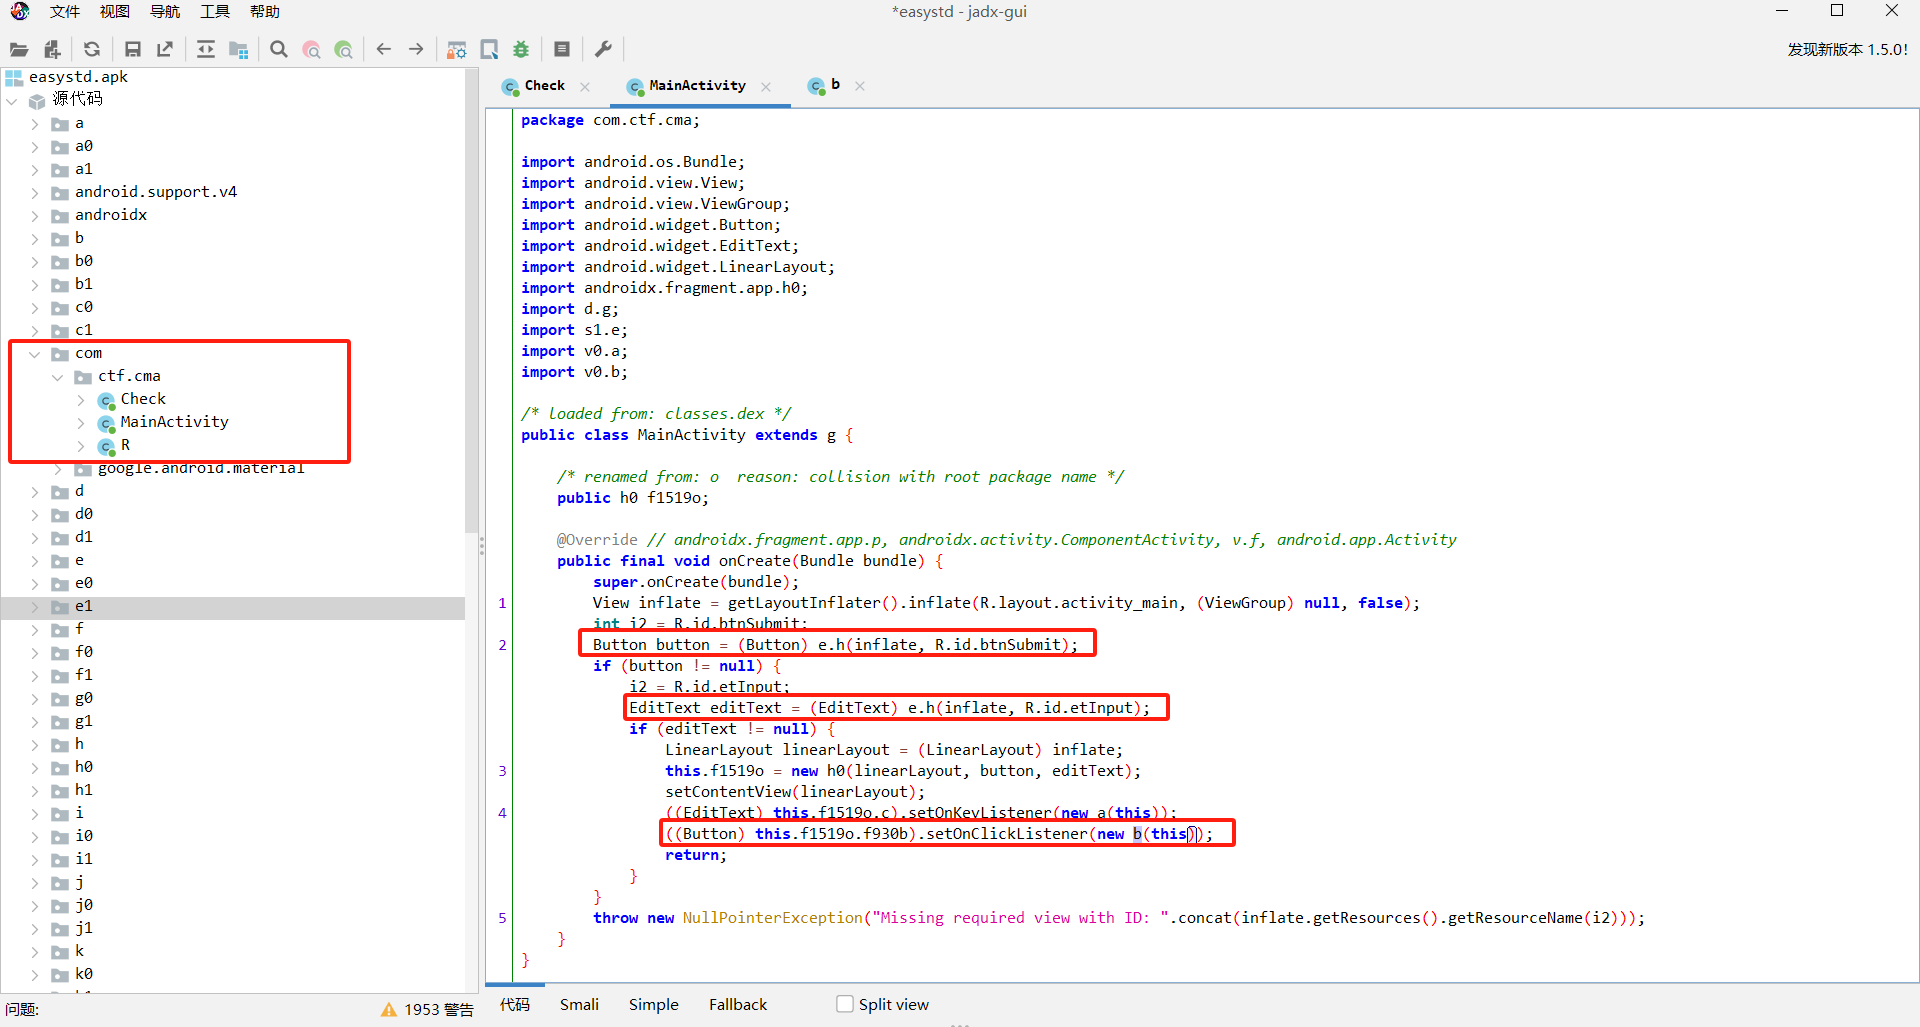 文件 视图 导航 工具 帮助
*easystd - jadx-gui
发现新版本 1.5.0!
easystd.apk
源代码
a
a0
a1
android.support.v4
androidx
b
b0
b1
c0
c1
com
ctf.cma
Check
MainActivity
R
google.android.material
d
d0
d1
e
e0
e1
f
f0
f1
g0
g1
h
h0
h1
i
i0
i1
j
j0
j1
k
k0
问题:
1953 警告
Check MainActivity b
package com.ctf.cma;
import android.os.Bundle;
import android.view.View;
import android.view.ViewGroup;
import android.widget.Button;
import android.widget.EditText;
import android.widget.LinearLayout;
import androidx.fragment.app.h0;
import d.g;
import s1.e;
import v0.a;
import v0.b;
/* loaded from: classes.dex */
public class MainActivity extends g {
/* renamed from: o  reason: collision with root package name */
public h0 f1519o;
@Override // androidx.fragment.app.p, androidx.activity.ComponentActivity, v.f, android.app.Activity
public final void onCreate(Bundle bundle) {
super.onCreate(bundle);
1 View inflate = getLayoutInflater().inflate(R.layout.activity_main, (ViewGroup) null, false);
int i2 = R.id.btnSubmit;
2 Button button = (Button) e.h(inflate, R.id.btnSubmit);
if (button != null) {
i2 = R.id.etInput;
EditText editText = (EditText) e.h(inflate, R.id.etInput);
if (editText != null) {
LinearLayout linearLayout = (LinearLayout) inflate;
3 this.f1519o = new h0(linearLayout, button, editText);
setContentView(linearLayout);
4 ((EditText) this.f1519o.c).setOnKeyListener(new a(this));
((Button) this.f1519o.f930b).setOnClickListener(new b(this));
return;
}
}
5 throw new NullPointerException("Missing required view with ID: ".concat(inflate.getResources().getResourceName(i2)));
}
}
代码 Smali Simple Fallback Split view